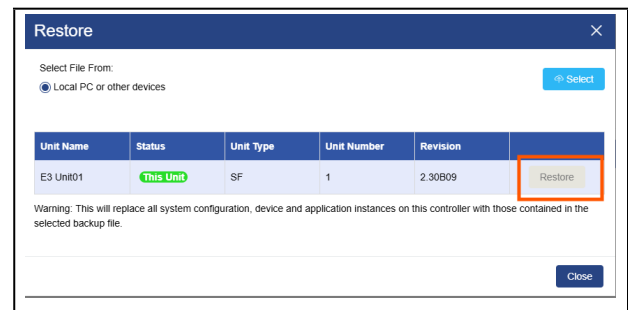 Restore
Select File From:
Local PC or other devices
Select
Unit Name Status Unit Type Unit Number Revision
E3 Unit01 This Unit SF 1 2.30B09 Restore
Warning: This will replace all system configuration, device and application instances on this controller with those contained in the
selected backup file.
Close